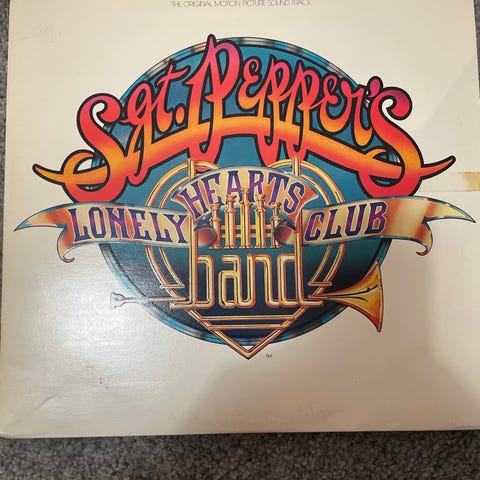 THE ORIGINAL MOTION PICTURE SOUND TRACK
Sgt. PEPPER'S
LONELY HEARTS CLUB
band
TM